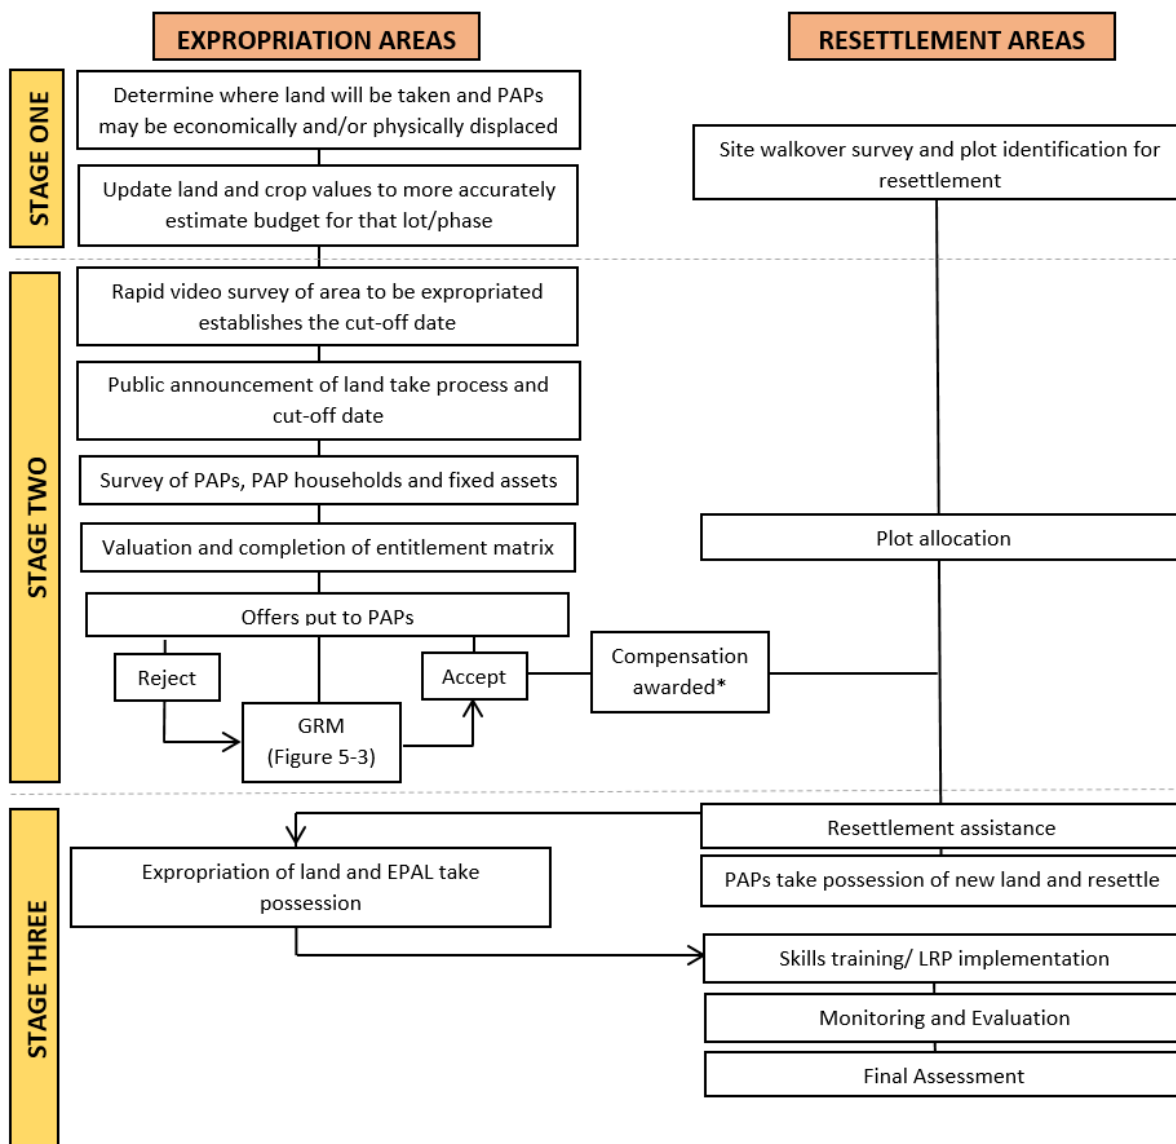 EXPROPRIATION AREAS
RESETTLEMENT AREAS
STAGE ONE
Determine where land will be taken and PAPs
may be economically and/or physically displaced
Site walkover survey and plot identification for
resettlement
Update land and crop values to more accurately
estimate budget for that lot/phase
STAGE TWO
Rapid video survey of area to be expropriated
establishes the cut-off date
Public announcement of land take process and
cut-off date
Survey of PAPs, PAP households and fixed assets
Valuation and completion of entitlement matrix
Plot allocation
Offers put to PAPs
Reject
Accept
Compensation
awarded*
GRM
(Figure 5-3)
STAGE THREE
Resettlement assistance
Expropriation of land and EPAL take
possession
PAPs take possession of new land and resettle
Skills training/ LRP implementation
Monitoring and Evaluation
Final Assessment